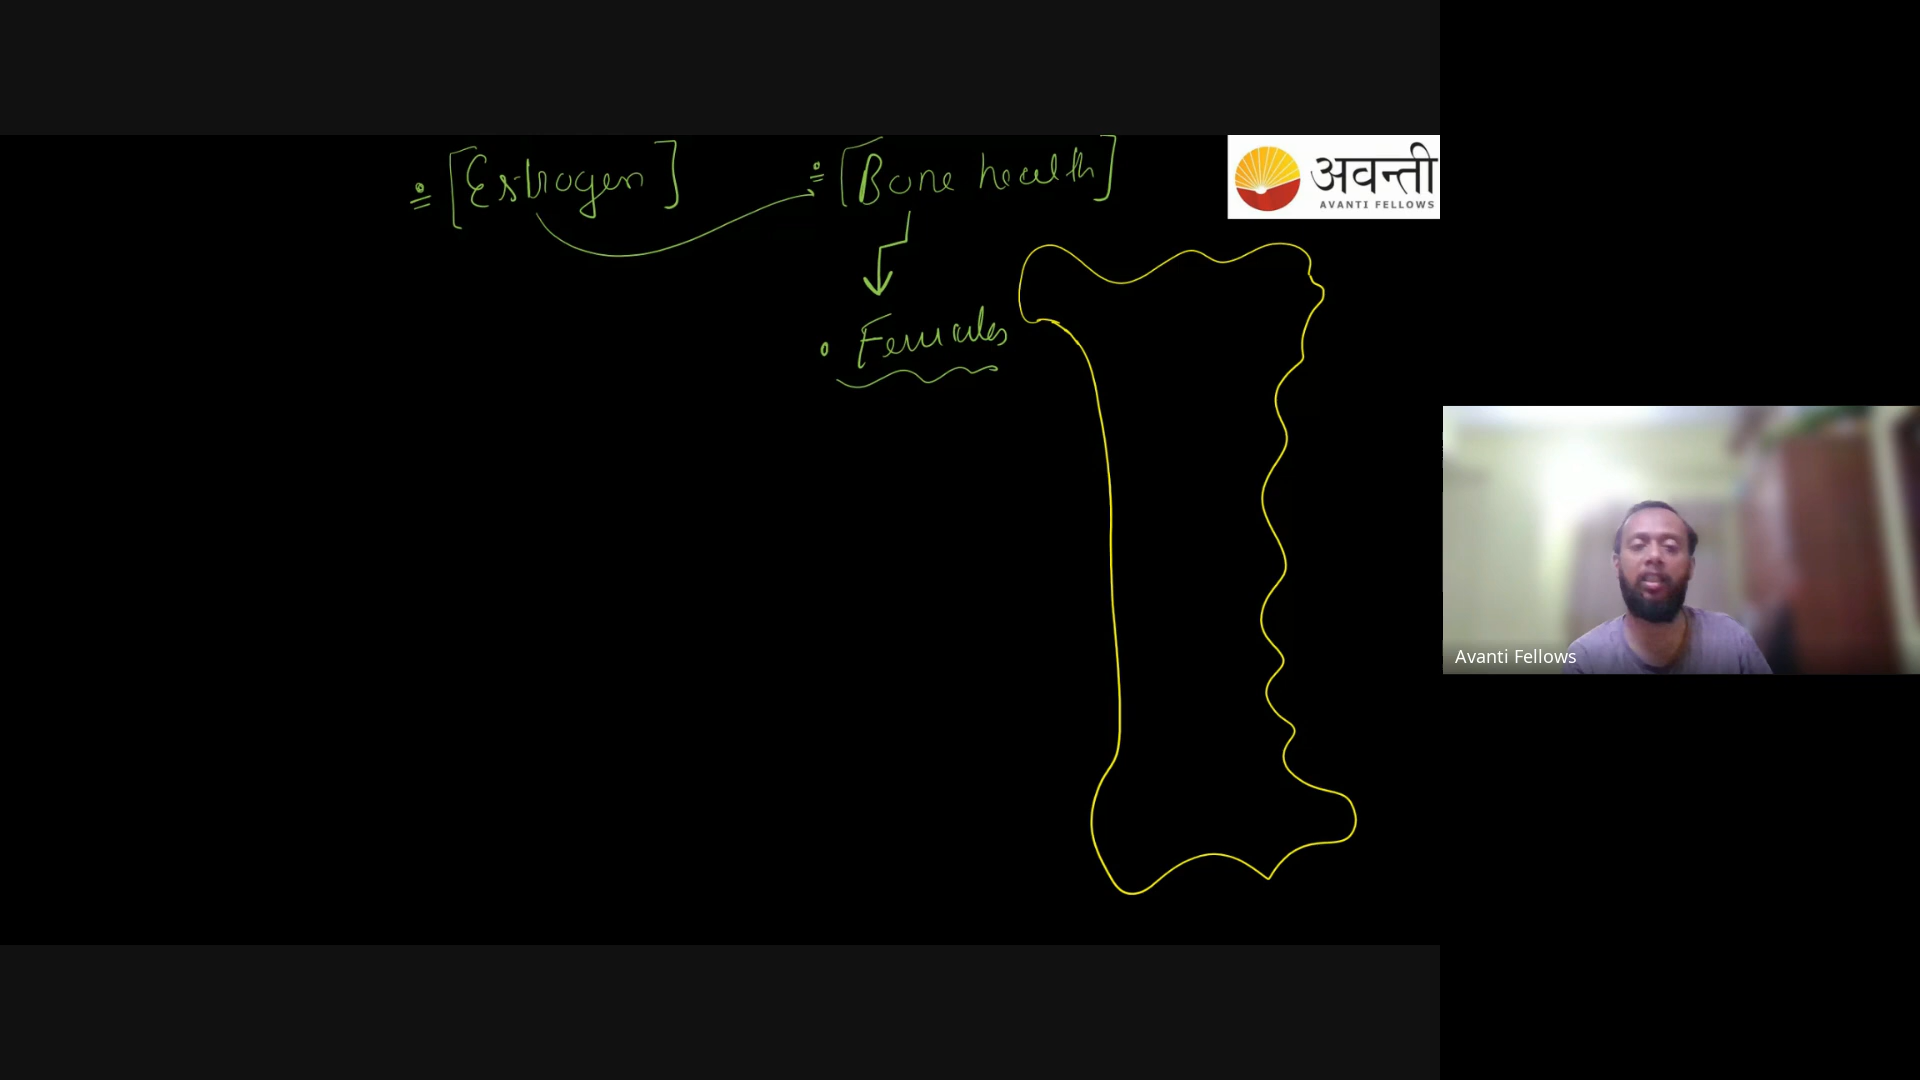 [Estrogen]
[Bone health]
Females
अवन्ती
AVANTI FELLOWS
Avanti Fellows